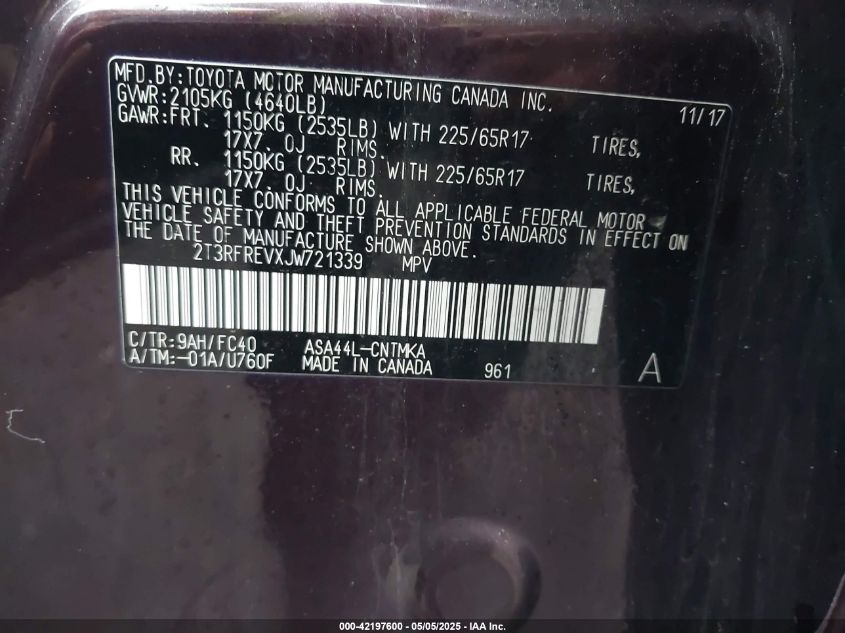 MFD.BY:TOYOTA MOTOR MANUFACTURING CANADA INC. 11/17
GVWR:2105KG (4640LB)
GAWR:FRT. 1150KG (2535LB) WITH 225/65R17 TIRES,
17X7. 0J RIMS.
RR. 1150KG (2535LB) WITH 225/65R17 TIRES,
17X7. 0J RIMS.
THIS VEHICLE CONFORMS TO ALL APPLICABLE FEDERAL MOTOR
VEHICLE SAFETY AND THEFT PREVENTION STANDARDS IN EFFECT ON
THE DATE OF MANUFACTURE SHOWN ABOVE.
2T3RFREVXJW721339 MPV
C/TR:9AH/FC40 ASA44L-CNTMKA
A/TM:-01A/U760F MADE IN CANADA 961 A
000-42197600 - 05/05/2025 - IAA Inc.